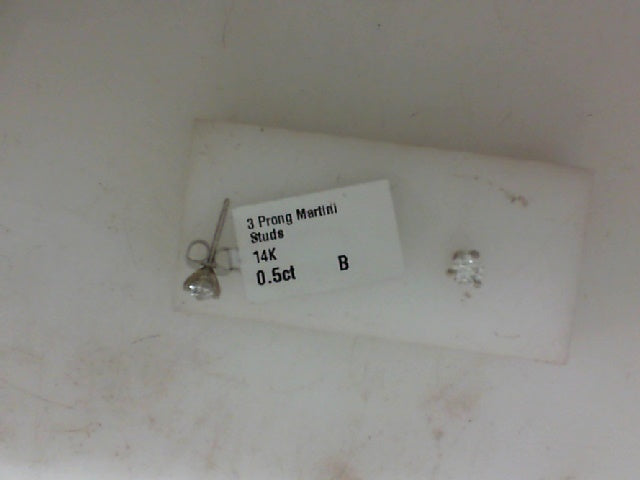 3 Prong Martini
Studs
14K
0.5ct B